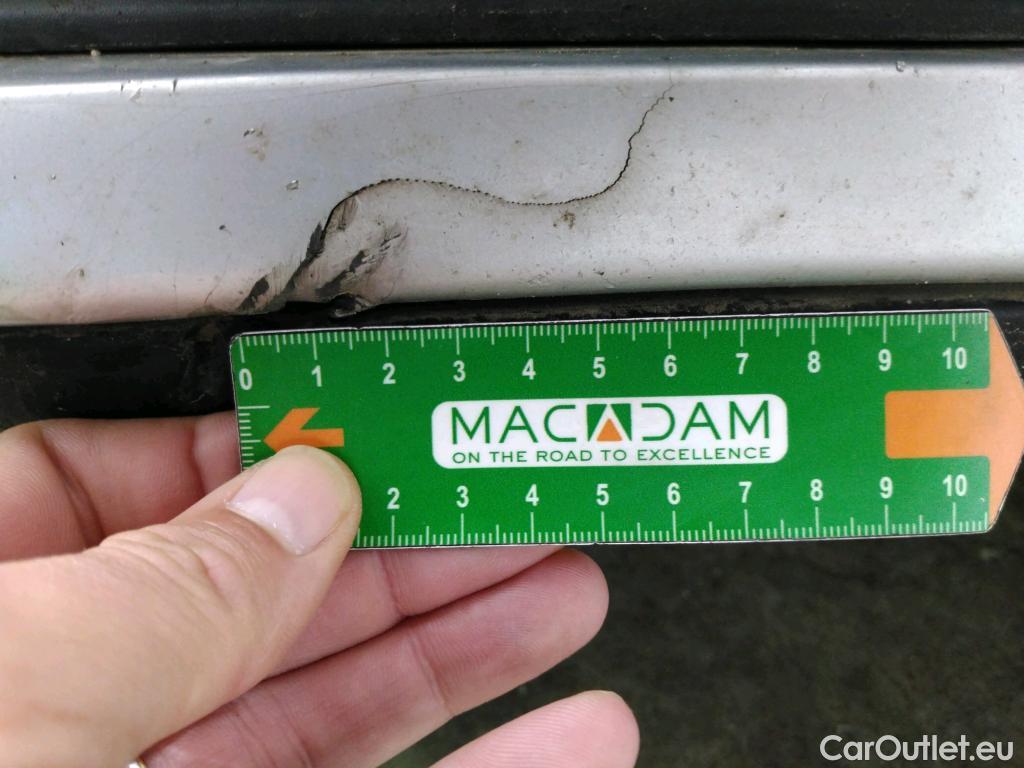 0 1 2 3 4 5 6 7 8 9 10
MACADAM
ON THE ROAD TO EXCELLENCE
2 3 4 5 6 7 8 9 10
CarOutlet.eu